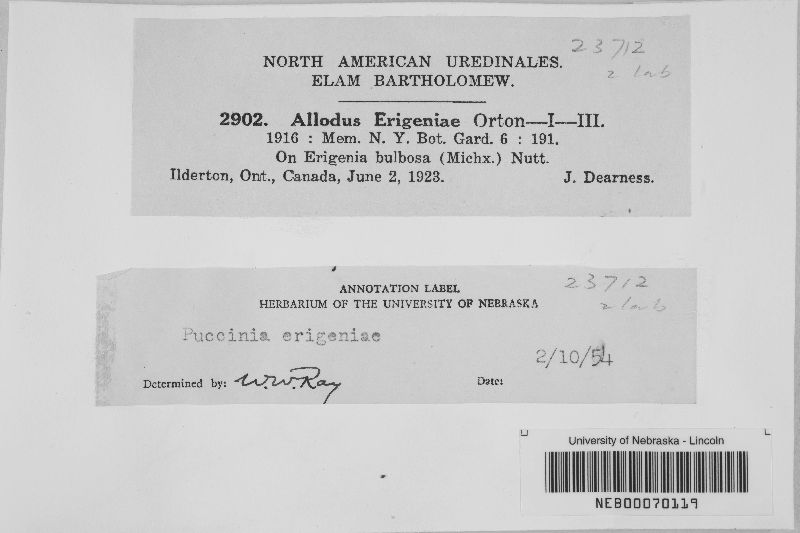 NORTH AMERICAN UREDINALES. 23712
ELAM BARTHOLOMEW. 2 lab
2902. Allodus Erigeniae Orton—I—III.
1916 : Mem. N. Y. Bot. Gard. 6 : 191.
On Erigenia bulbosa (Michx.) Nutt.
Ilderton, Ont., Canada, June 2, 1923. J. Dearness.
ANNOTATION LABEL 23712
HERBARIUM OF THE UNIVERSITY OF NEBRASKA 2 lab
Puccinia erigeniae
2/10/54
Determined by: W.W. Ray Date:
University of Nebraska - Lincoln
NEB00070119